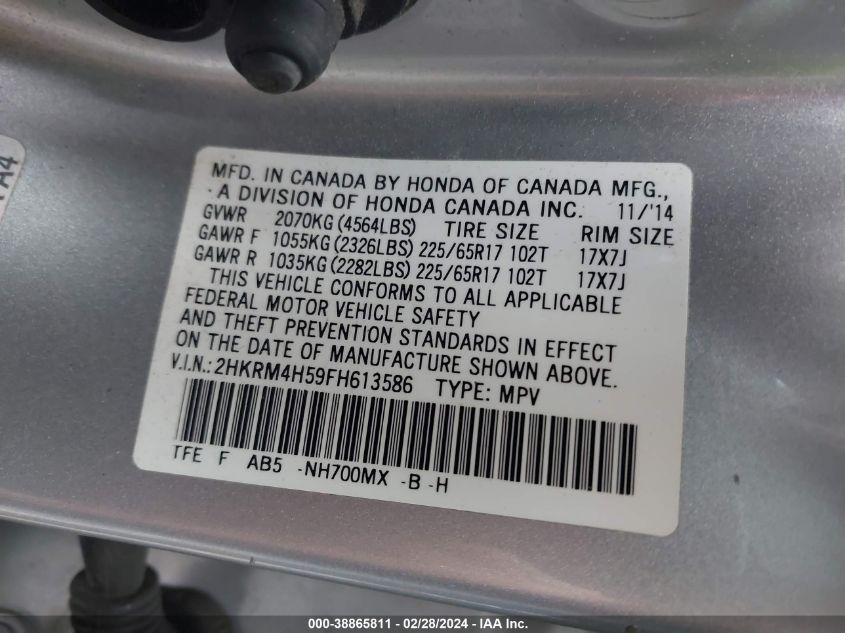 TA4
MFD. IN CANADA BY HONDA OF CANADA MFG.,
A DIVISION OF HONDA CANADA INC. 11/'14
GVWR 2070KG (4564LBS) TIRE SIZE RIM SIZE
GAWR F 1055KG (2326LBS) 225/65R17 102T 17X7J
GAWR R 1035KG (2282LBS) 225/65R17 102T 17X7J
THIS VEHICLE CONFORMS TO ALL APPLICABLE
FEDERAL MOTOR VEHICLE SAFETY
AND THEFT PREVENTION STANDARDS IN EFFECT
ON THE DATE OF MANUFACTURE SHOWN ABOVE.
V.I.N.: 2HKRM4H59FH613586 TYPE: MPV
TFE F AB5 -NH700MX -B -H
000-38865811 - 02/28/2024 - IAA Inc.